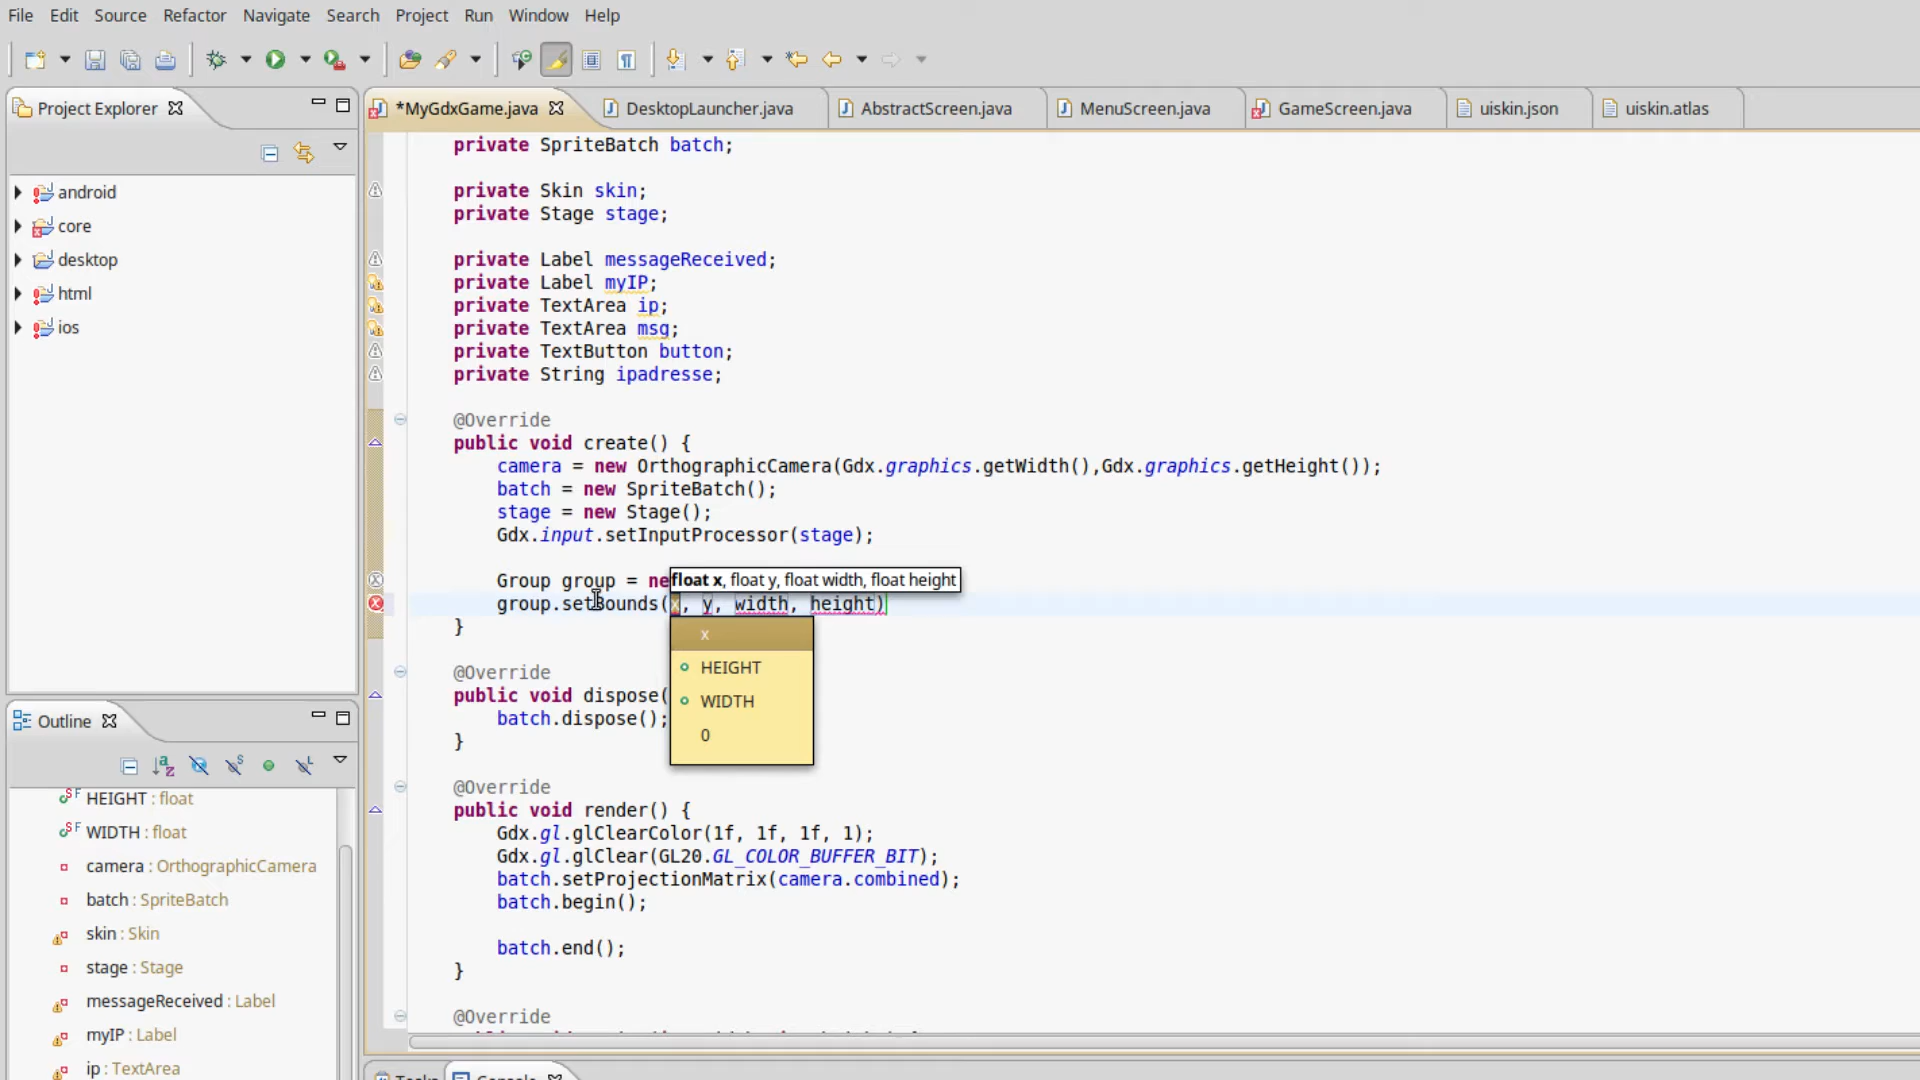 File Edit Source Refactor Navigate Search Project Run Window Help
Project Explorer
android
core
desktop
html
ios
Outline
HEIGHT : float
WIDTH : float
camera : OrthographicCamera
batch : SpriteBatch
skin : Skin
stage : Stage
messageReceived : Label
myIP : Label
ip : TextArea
*MyGdxGame.java DesktopLauncher.java AbstractScreen.java MenuScreen.java GameScreen.java uiskin.json uiskin.atlas
private SpriteBatch batch;
private Skin skin;
private Stage stage;
private Label messageReceived;
private Label myIP;
private TextArea ip;
private TextArea msg;
private TextButton button;
private String ipadresse;
@Override
public void create() {
camera = new OrthographicCamera(Gdx.graphics.getWidth(),Gdx.graphics.getHeight());
batch = new SpriteBatch();
stage = new Stage();
Gdx.input.setInputProcessor(stage);
Group group = ne
float x, float y, float width, float height
group.setBounds(x, y, width, height)
x
HEIGHT
WIDTH
0
}
@Override
public void dispose(
batch.dispose();
}
@Override
public void render() {
Gdx.gl.glClearColor(1f, 1f, 1f, 1);
Gdx.gl.glClear(GL20.GL_COLOR_BUFFER_BIT);
batch.setProjectionMatrix(camera.combined);
batch.begin();
batch.end();
}
@Override
Tasks Console